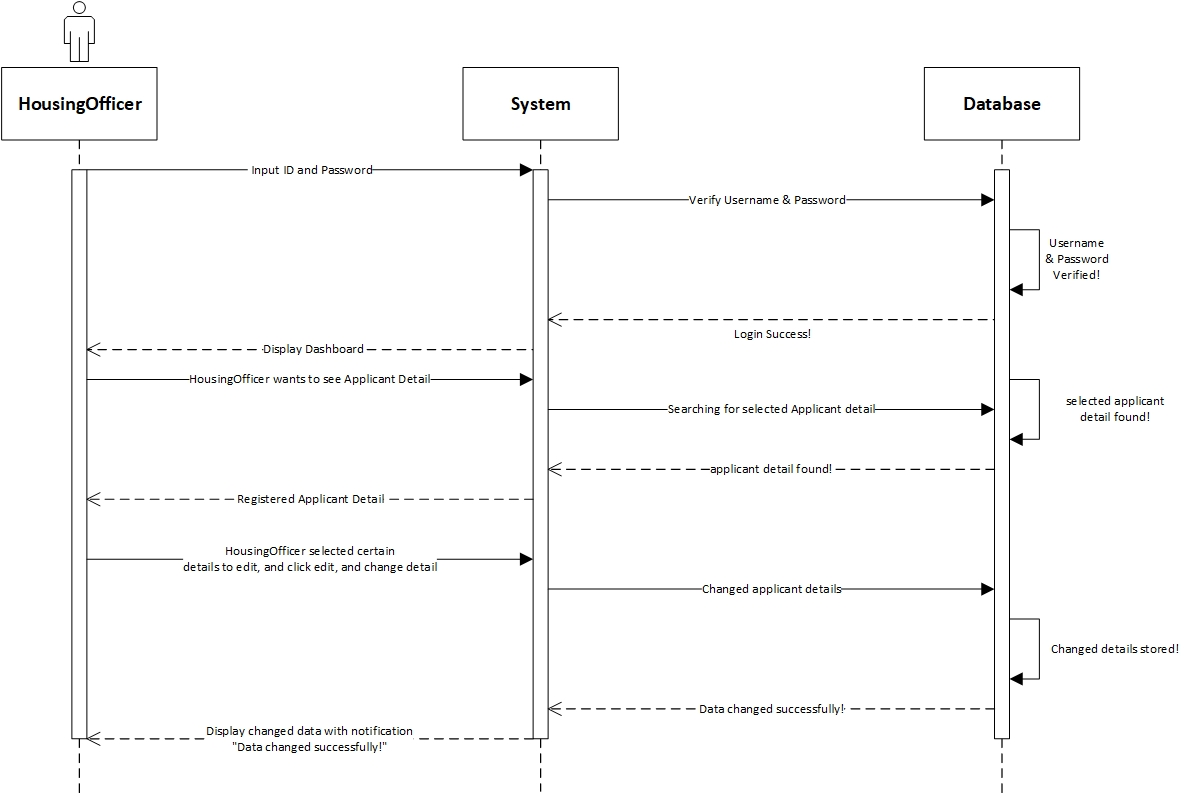 HousingOfficer
System
Database
Input ID and Password
Verify Username & Password
Username
& Password
Verified!
Login Success!
Display Dashboard
HousingOfficer wants to see Applicant Detail
selected applicant
detail found!
Searching for selected Applicant detail
applicant detail found!
Registered Applicant Detail
HousingOfficer selected certain
details to edit, and click edit, and change detail
Changed applicant details
Changed details stored!
Data changed successfully!
Display changed data with notification
"Data changed successfully!"